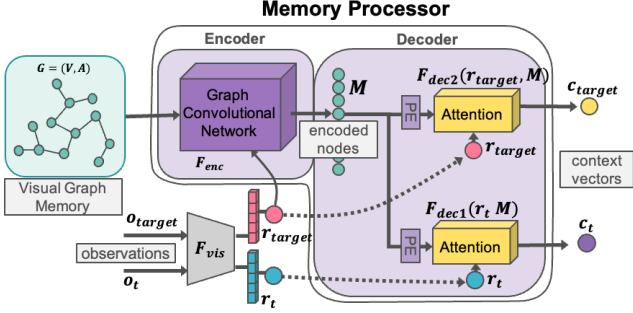 Memory Processor
Encoder
Decoder
G = (V, A)
Visual Graph
Memory
Graph
Convolutional
Network
F_enc
M
encoded
nodes
PE
F_dec2(r_target, M)
Attention
r_target
c_target
context
vectors
F_dec1(r_t M)
PE
Attention
r_t
c_t
o_target
observations
o_t
F_vis
r_target
r_t